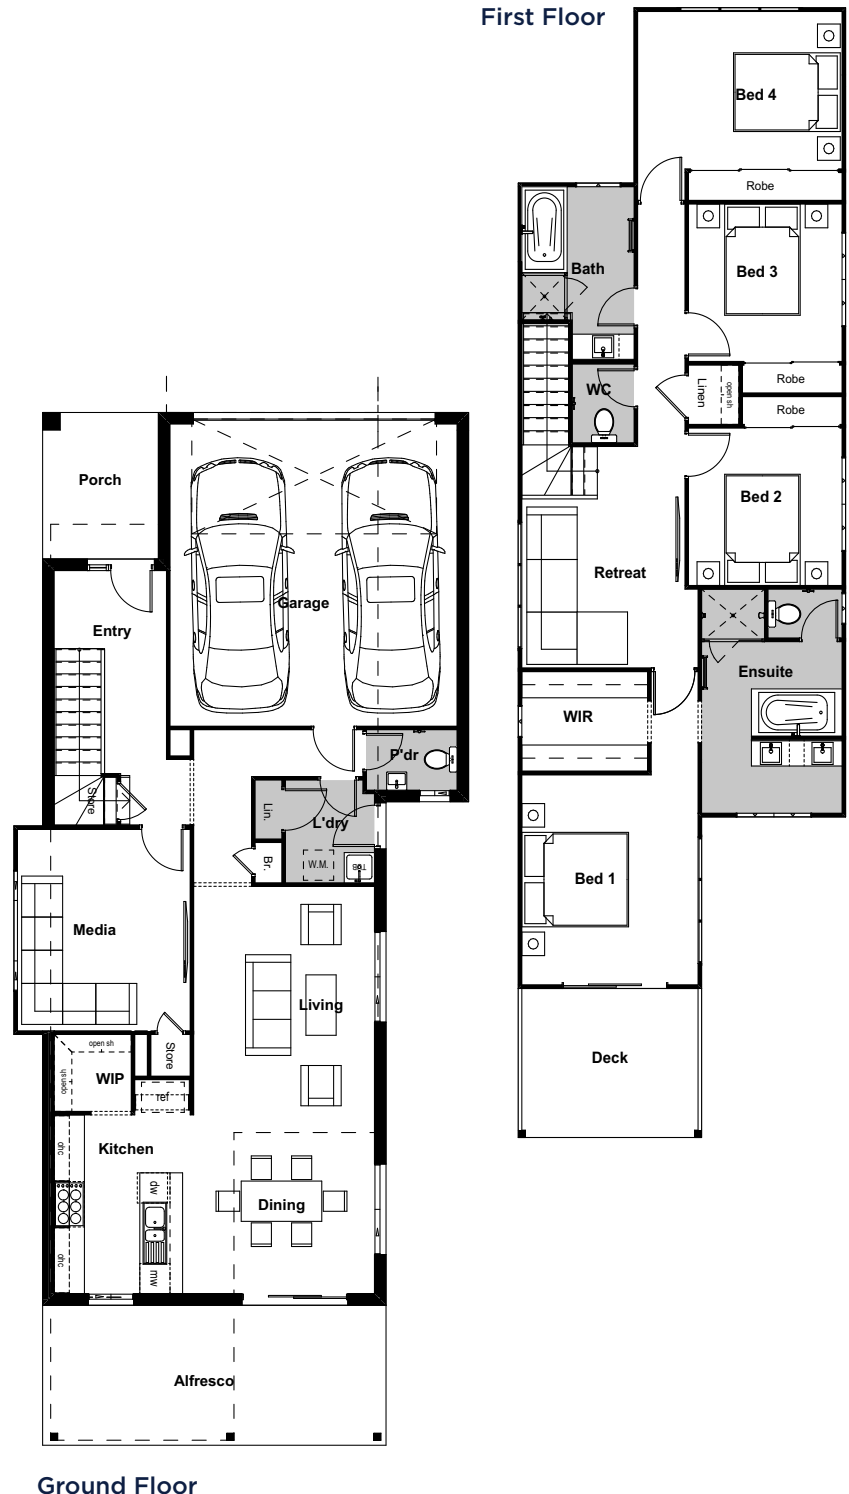 First Floor
Bed 4
Robe
Bath
Bed 3
WC
Linen
open sh
Robe
Robe
Bed 2
Retreat
Ensuite
WIR
Bed 1
Deck
Porch
Garage
Entry
P'dr
Store
Lin.
L'dry
Br.
W.M.
Media
Living
Store
open sh
open sh
WIP
ref
Kitchen
ohc
dw
Dining
ohc
mw
Alfresco
Ground Floor